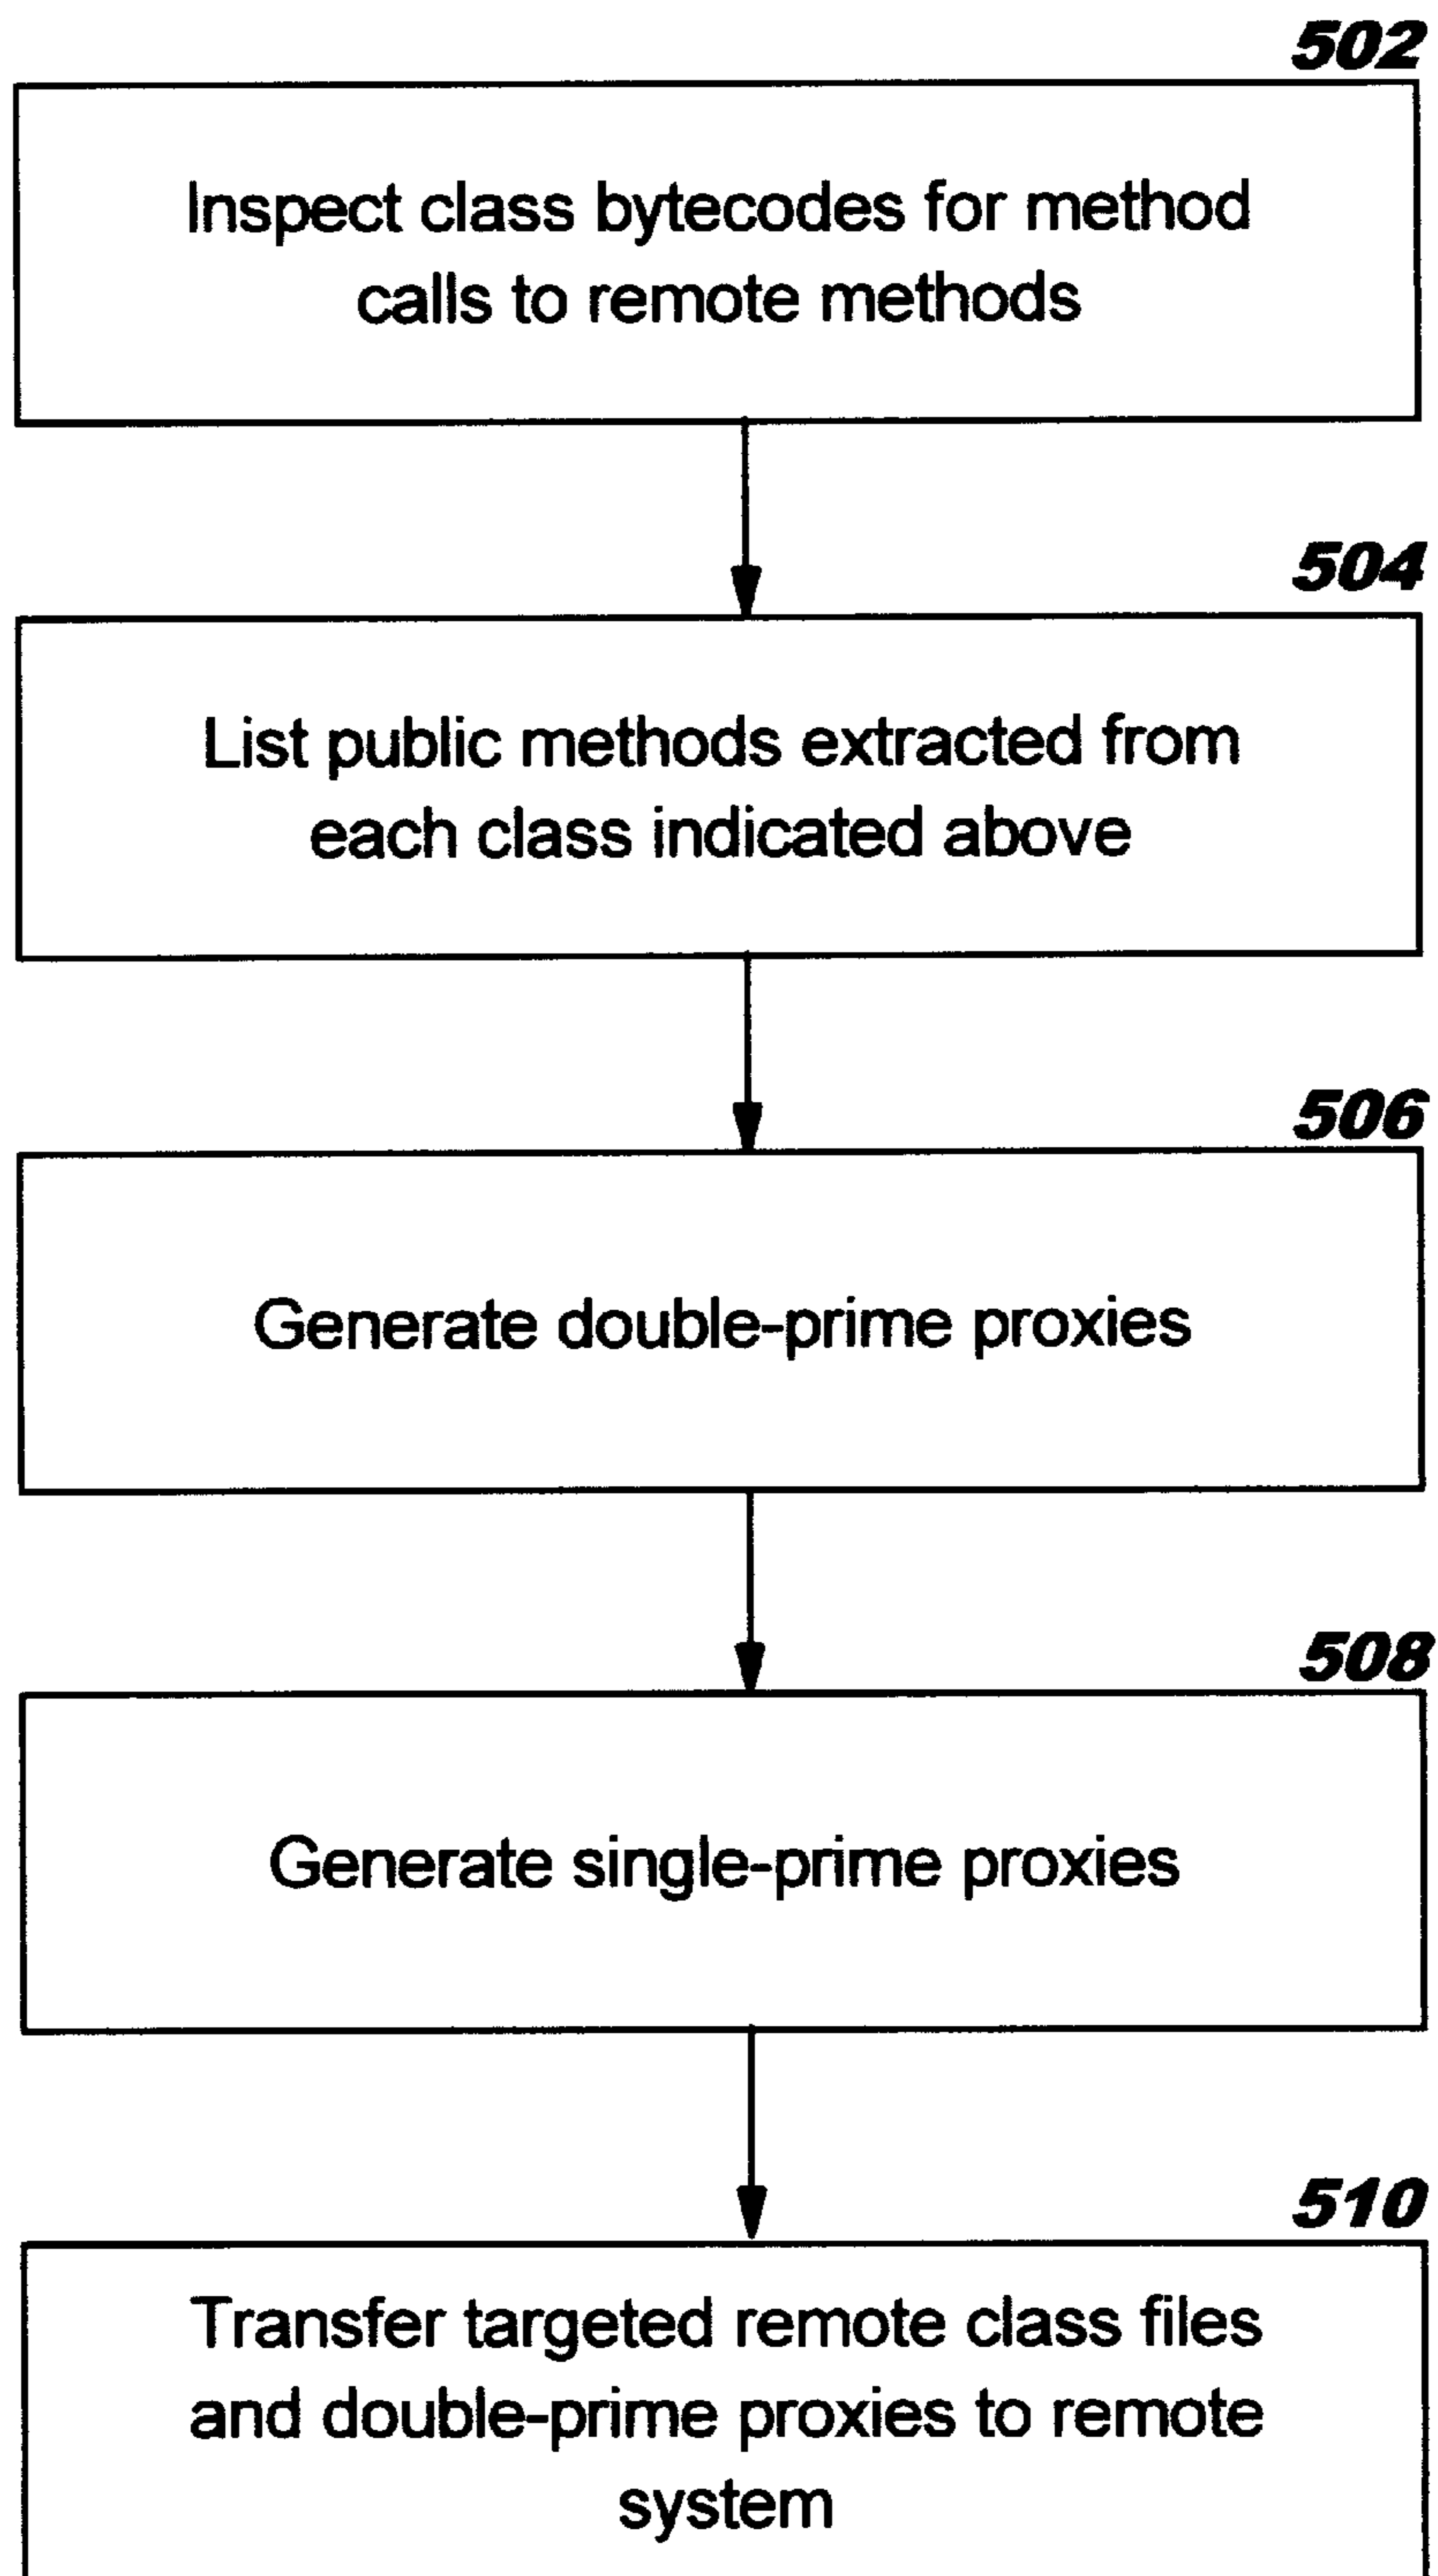 502
Inspect class bytecodes for method
calls to remote methods
504
List public methods extracted from
each class indicated above
506
Generate double-prime proxies
508
Generate single-prime proxies
510
Transfer targeted remote class files
and double-prime proxies to remote
system